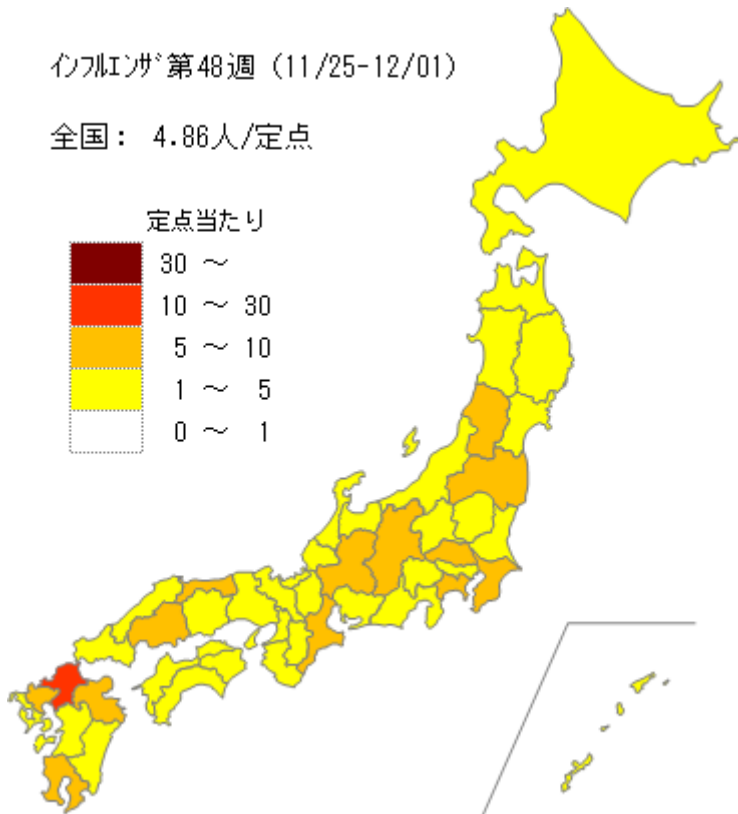 ｲﾝﾌﾙｴﾝｻﾞ第48週 (11/25-12/01)
全国： 4.86人/定点
定点当たり
30 ～
10 ～ 30
5 ～ 10
1 ～ 5
0 ～ 1